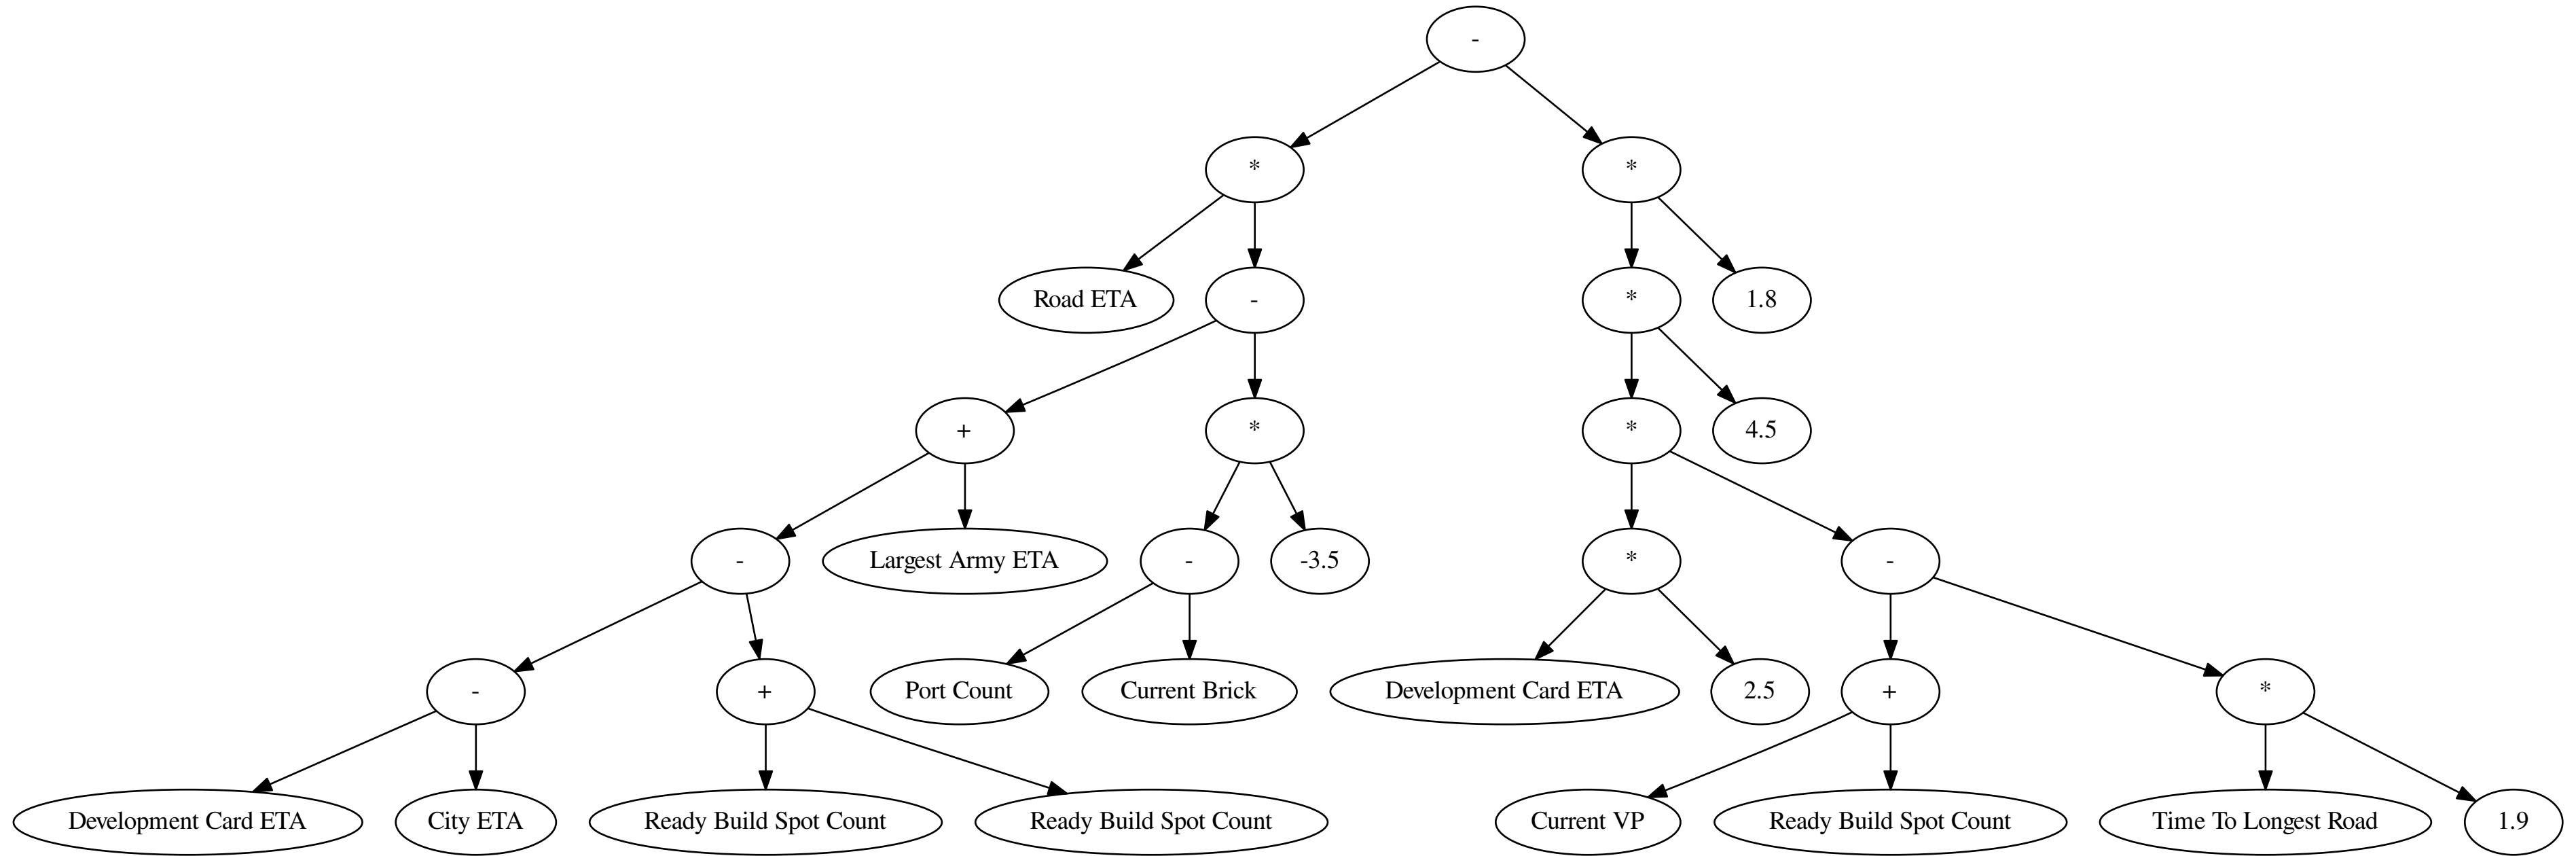 -
*
*
Road ETA
-
*
1.8
+
*
*
4.5
-
Largest Army ETA
-
-3.5
*
-
-
+
Port Count
Current Brick
Development Card ETA
2.5
+
*
Development Card ETA
City ETA
Ready Build Spot Count
Ready Build Spot Count
Current VP
Ready Build Spot Count
Time To Longest Road
1.9